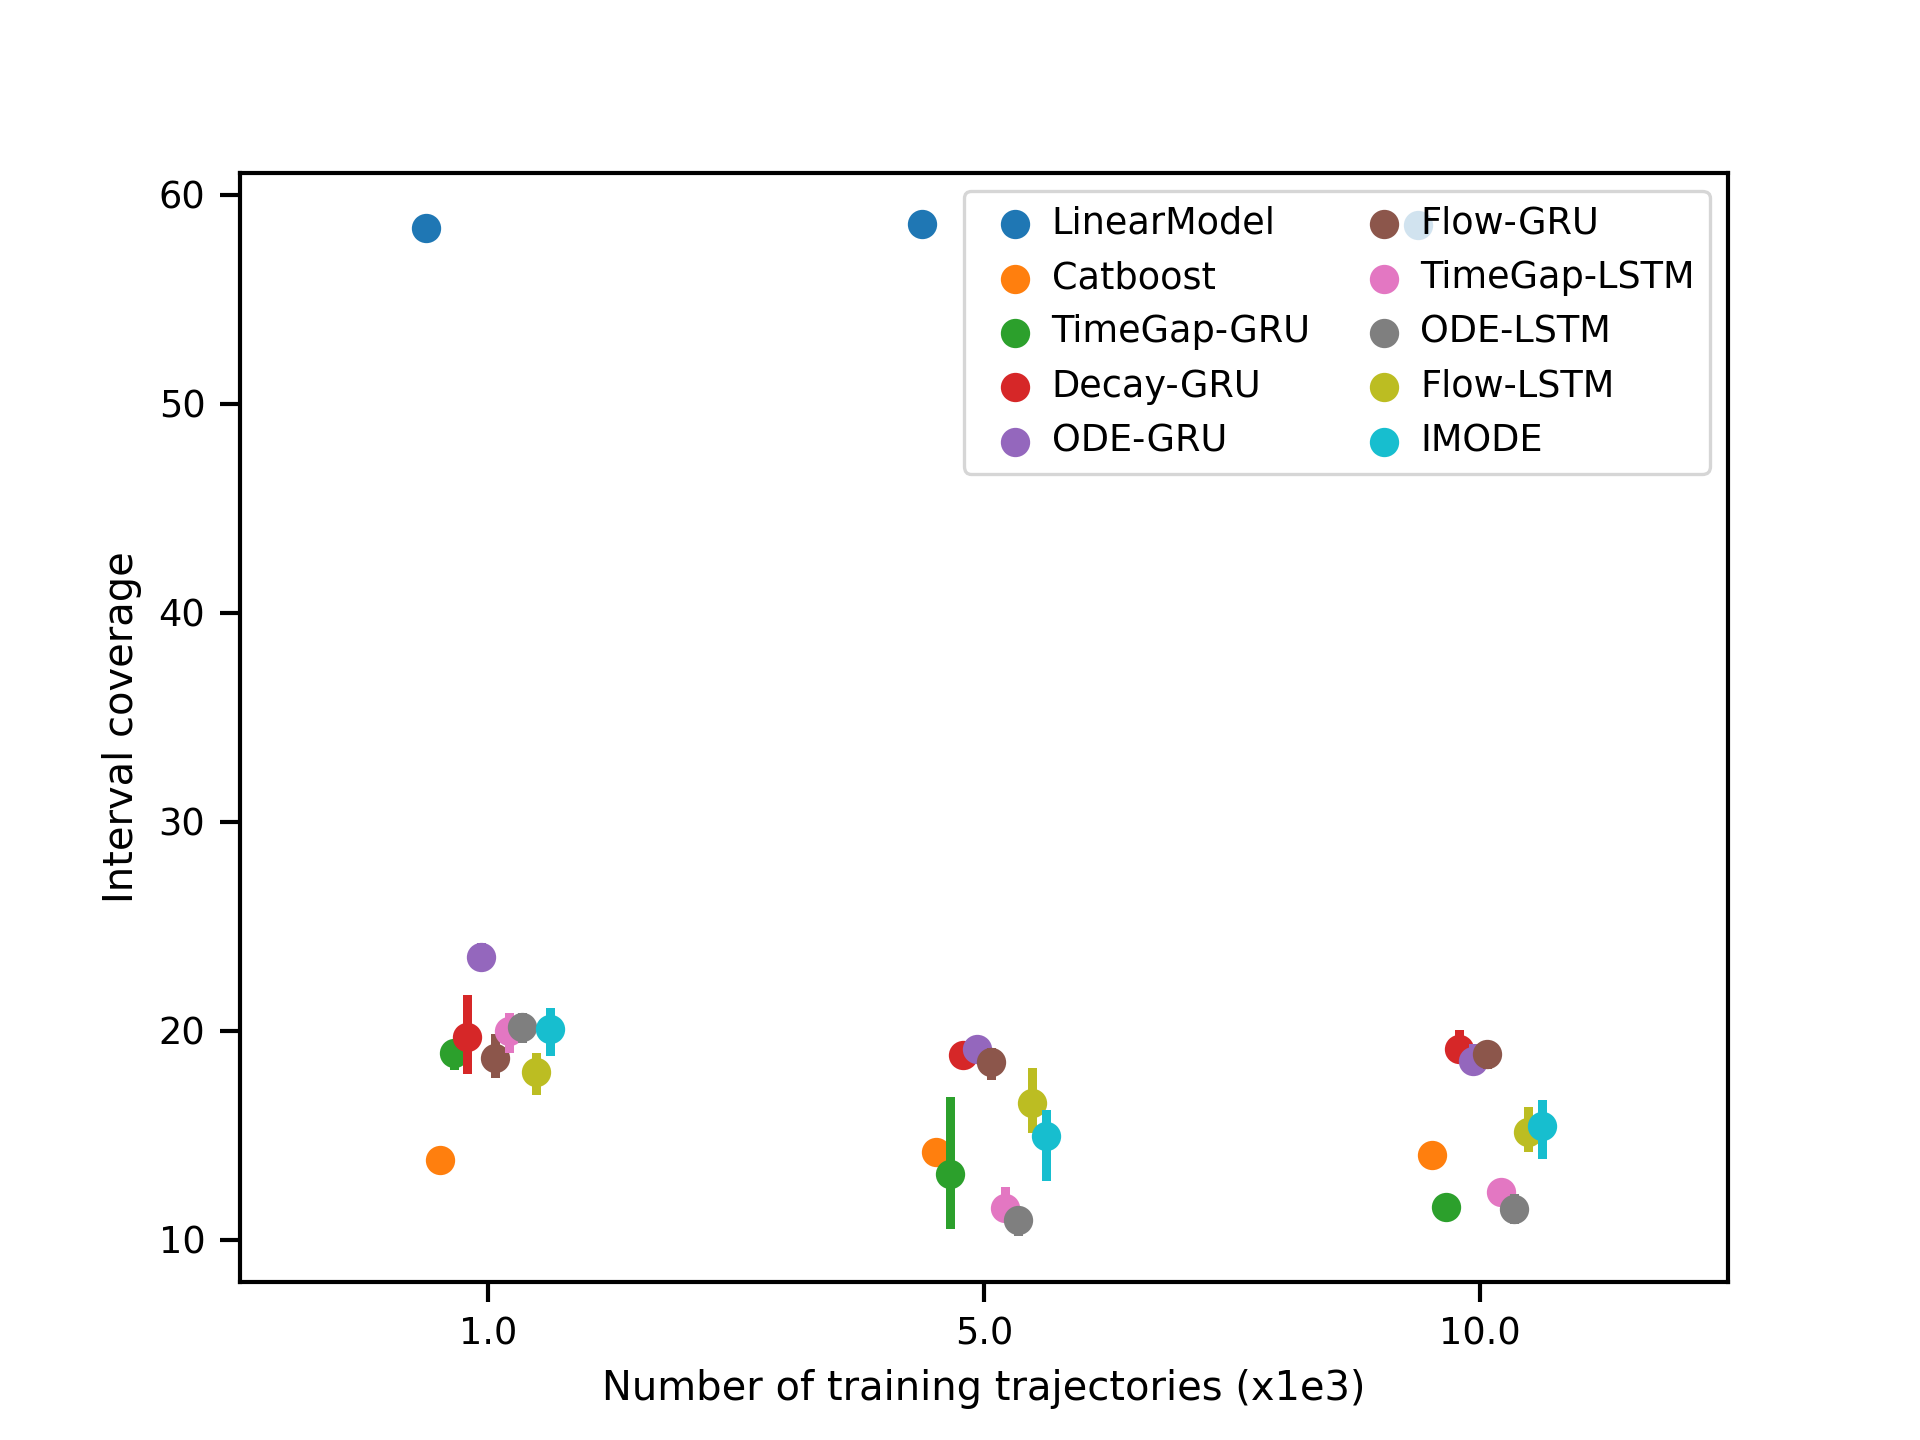 60
50
40
30
20
10
Interval coverage
LinearModel
Catboost
TimeGap-GRU
Decay-GRU
ODE-GRU
Flow-GRU
TimeGap-LSTM
ODE-LSTM
Flow-LSTM
IMODE
1.0 5.0 10.0
Number of training trajectories (x1e3)